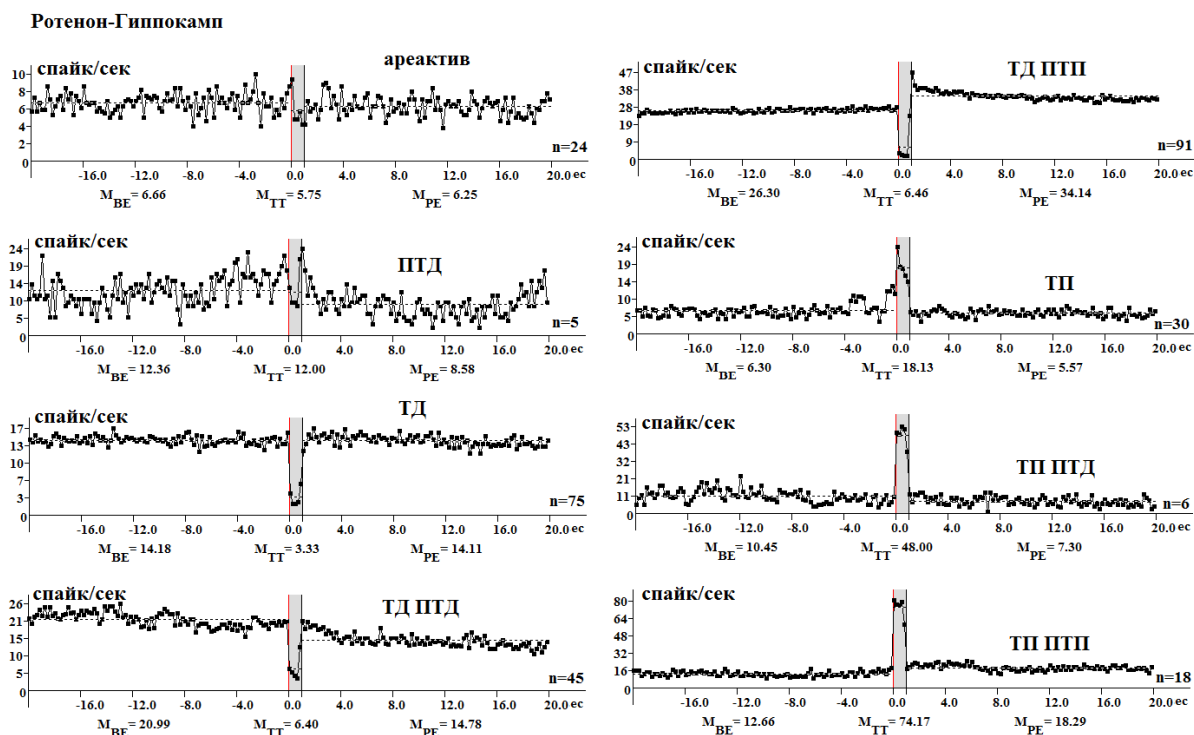 Ротенон-Гиппокамп
спайк/сек
ареактив
10
8
6
4
2
0
n=24
-16.0 -12.0 -8.0 -4.0 0.0 4.0 8.0 12.0 16.0 20.0 ес
MBE= 6.66 MTT= 5.75 MPE= 6.25
спайк/сек
ПТД
24
19
14
10
5
0
n=5
-16.0 -12.0 -8.0 -4.0 0.0 4.0 8.0 12.0 16.0 20.0 ес
MBE= 12.36 MTT= 12.00 MPE= 8.58
спайк/сек
ТД
17
13
10
7
3
0
n=75
-16.0 -12.0 -8.0 -4.0 0.0 4.0 8.0 12.0 16.0 20.0 ес
MBE= 14.18 MTT= 3.33 MPE= 14.11
спайк/сек
ТД ПТД
26
21
15
10
5
0
n=45
-16.0 -12.0 -8.0 -4.0 0.0 4.0 8.0 12.0 16.0 20.0 ес
MBE= 20.99 MTT= 6.40 MPE= 14.78
спайк/сек
ТД ПТП
47
37
28
19
9
0
n=91
-16.0 -12.0 -8.0 -4.0 0.0 4.0 8.0 12.0 16.0 20.0 ес
MBE= 26.30 MTT= 6.46 MPE= 34.14
спайк/сек
ТП
24
19
14
10
5
0
n=30
-16.0 -12.0 -8.0 -4.0 0.0 4.0 8.0 12.0 16.0 20.0 ес
MBE= 6.30 MTT= 18.13 MPE= 5.57
спайк/сек
ТП ПТД
53
42
32
21
11
0
n=6
-16.0 -12.0 -8.0 -4.0 0.0 4.0 8.0 12.0 16.0 20.0 ес
MBE= 10.45 MTT= 48.00 MPE= 7.30
спайк/сек
ТП ПТП
80
64
48
32
16
0
n=18
-16.0 -12.0 -8.0 -4.0 0.0 4.0 8.0 12.0 16.0 20.0 ес
MBE= 12.66 MTT= 74.17 MPE= 18.29